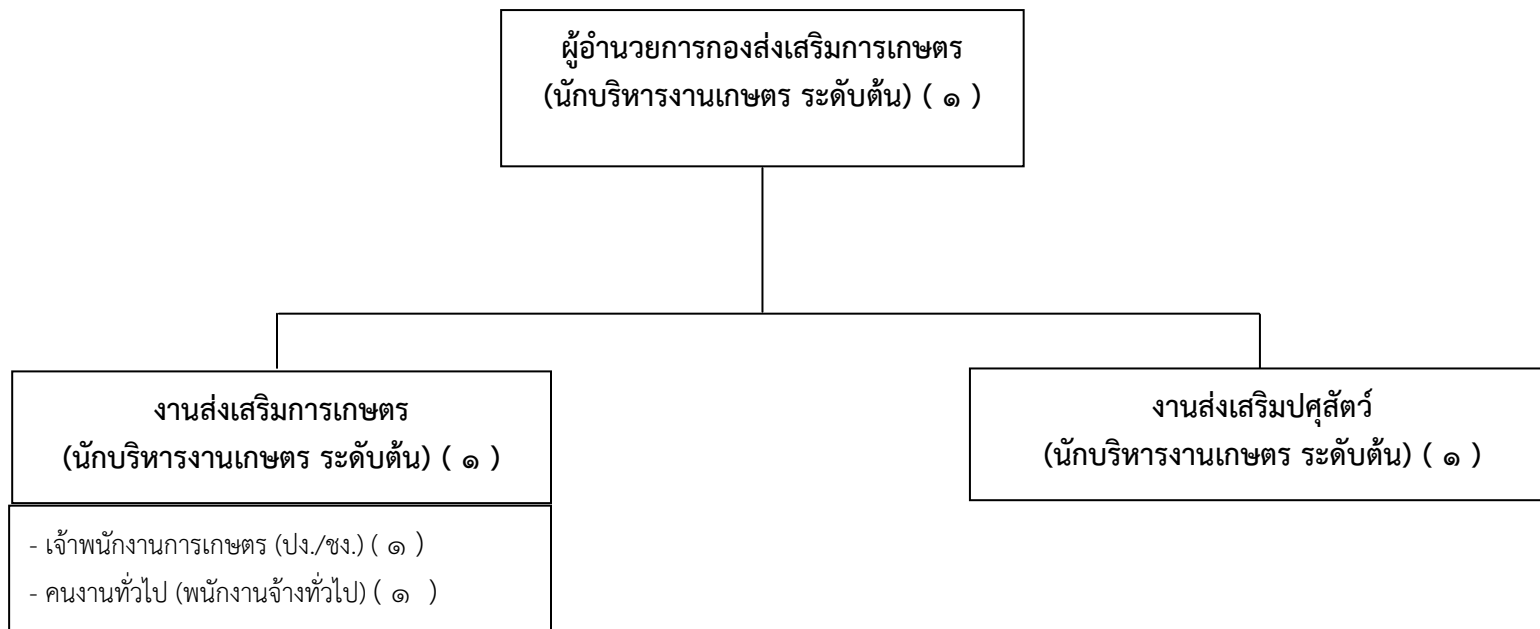 ผู้อำนวยการกองส่งเสริมการเกษตร
(นักบริหารงานเกษตร ระดับต้น) ( ๑ )
งานส่งเสริมการเกษตร
(นักบริหารงานเกษตร ระดับต้น) ( ๑ )
- เจ้าพนักงานการเกษตร (ปง./ชง.) ( ๑ )
- คนงานทั่วไป (พนักงานจ้างทั่วไป) ( ๑ )
งานส่งเสริมปศุสัตว์
(นักบริหารงานเกษตร ระดับต้น) ( ๑ )